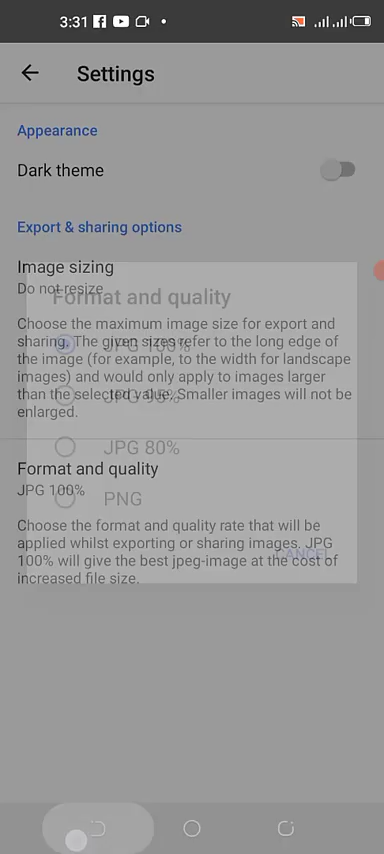 3:31
Settings
Appearance
Dark theme
Export & sharing options
Image sizing
Do not resize
Format and quality
Choose the maximum image size for export and
sharing. The given sizes refer to the long edge of
JPG 100%
the image (for example, to the width for landscape
images) and would only apply to images larger
JPG 95%
than the selected value. Smaller images will not be
enlarged.
JPG 80%
Format and quality
JPG 100%
PNG
Choose the format and quality rate that will be
applied whilst exporting or sharing images. JPG
CANCEL
100% will give the best jpeg-image at the cost of
increased file size.